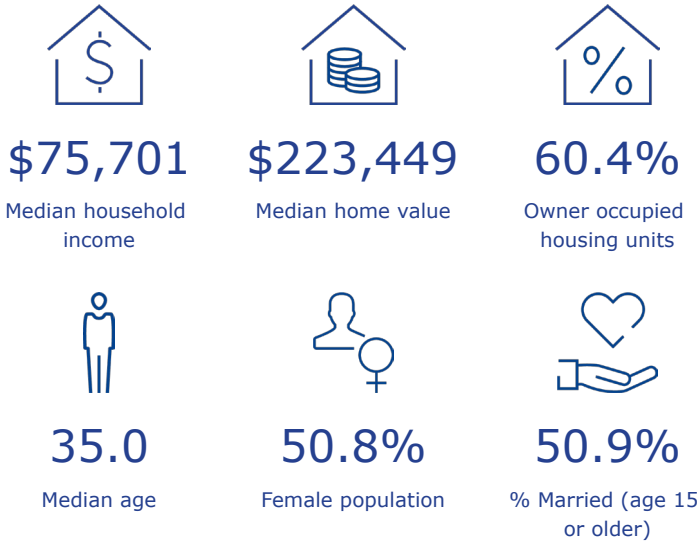 $
%
$75,701
$223,449
60.4%
Median household
income
Median home value
Owner occupied
housing units
35.0
50.8%
50.9%
Median age
Female population
% Married (age 15
or older)